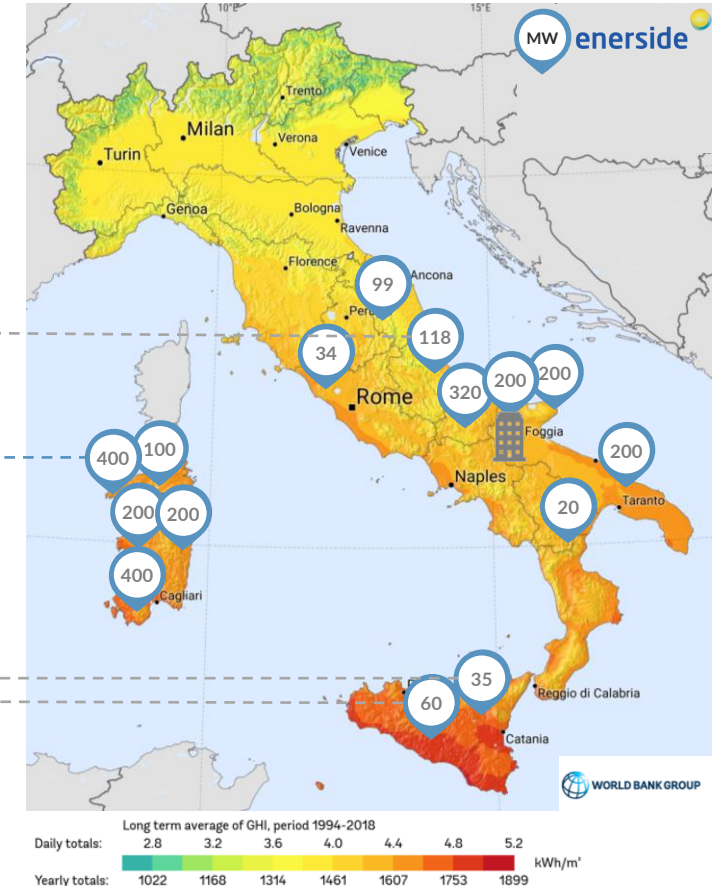 10°E 15°E
MW enerside
Trento
Milan
Verona
Turin
Venice
Genoa
Bologna
Ravenna
Florence
99
Ancona
118
34
Rome
320
200
200
Foggia
400
100
200
Naples
200
200
20
Taranto
400
Cagliari
35
Reggio di Calabria
60
Catania
WORLD BANK GROUP
Long term average of GHI, period 1994-2018
Daily totals: 2.8 3.2 3.6 4.0 4.4 4.8 5.2
kWh/m²
Yearly totals: 1022 1168 1314 1461 1607 1753 1899